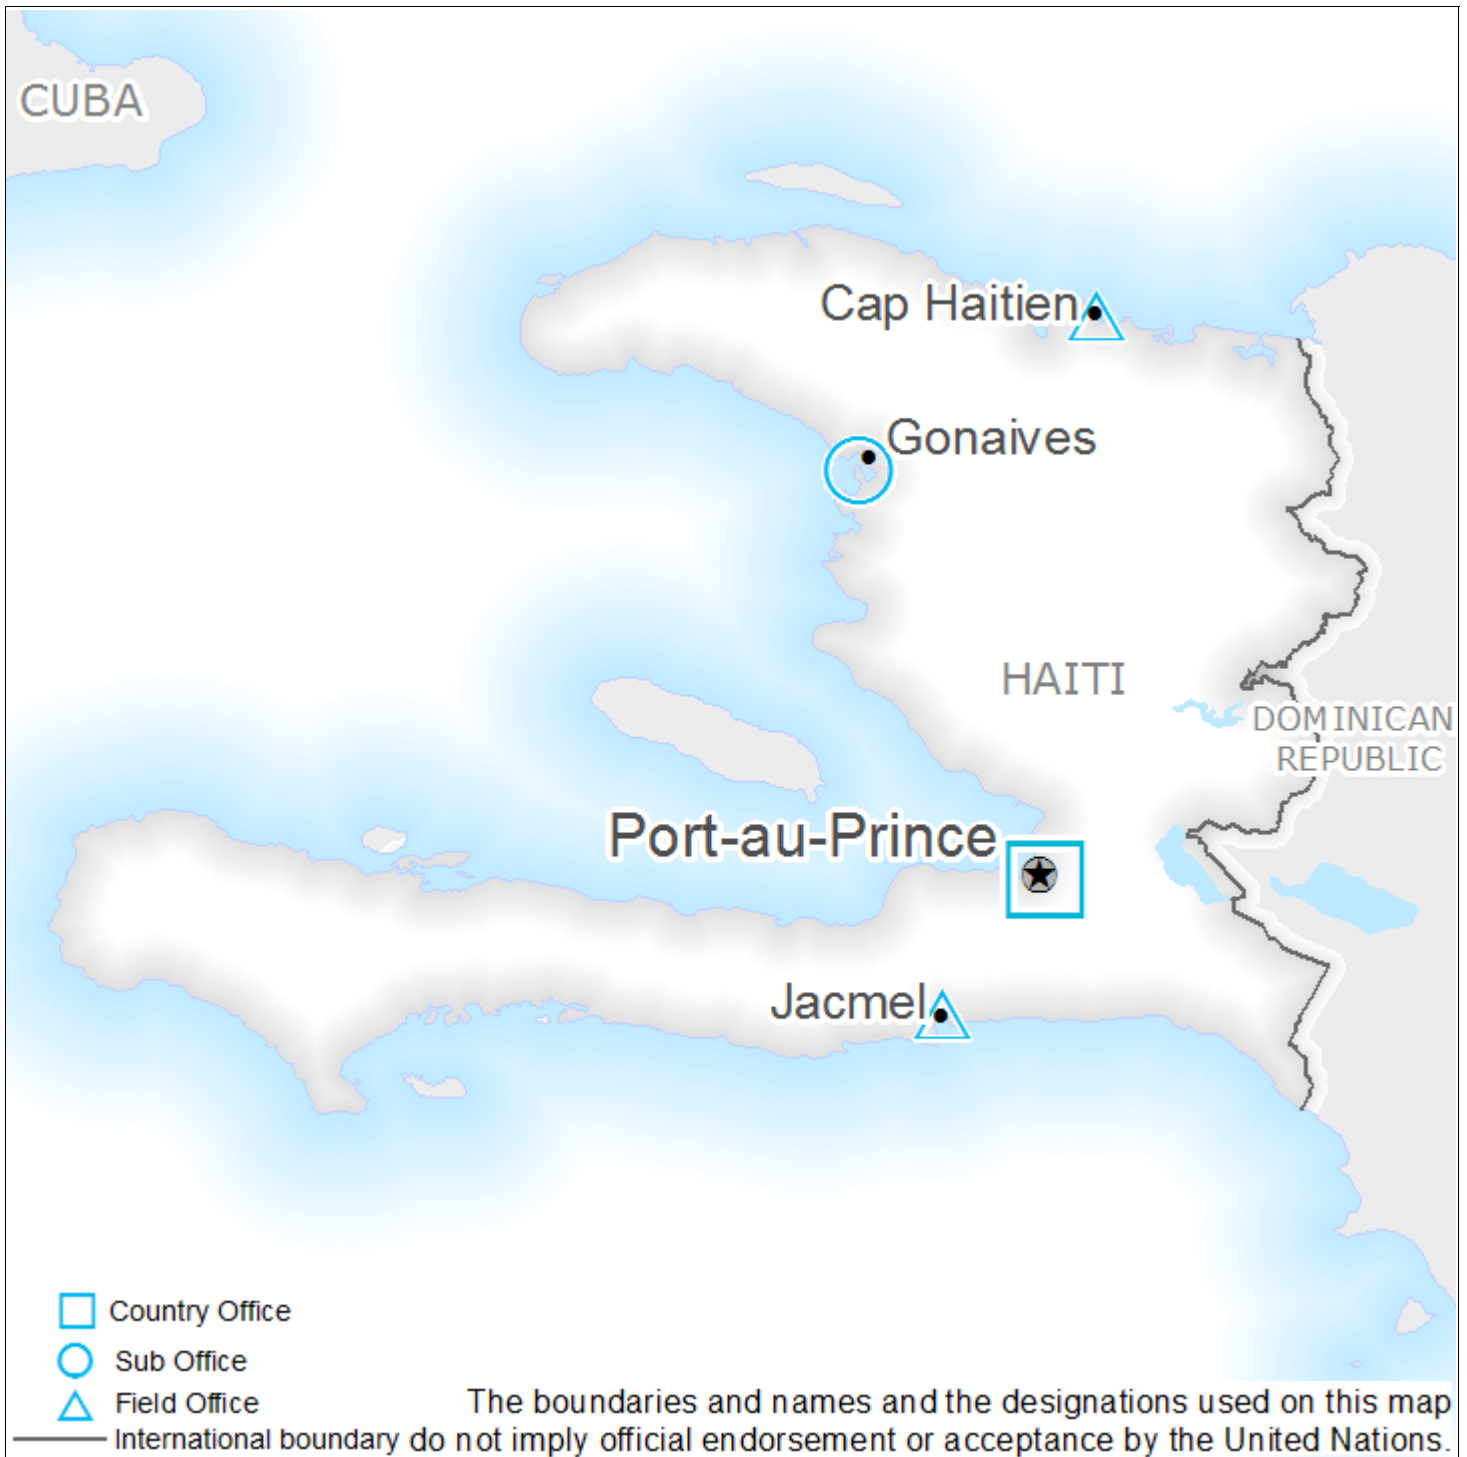 CUBA
Cap Haitien
Gonaives
HAITI
DOMINICAN
REPUBLIC
Port-au-Prince
Jacmel
Country Office
Sub Office
Field Office
International boundary
The boundaries and names and the designations used on this map
do not imply official endorsement or acceptance by the United Nations.